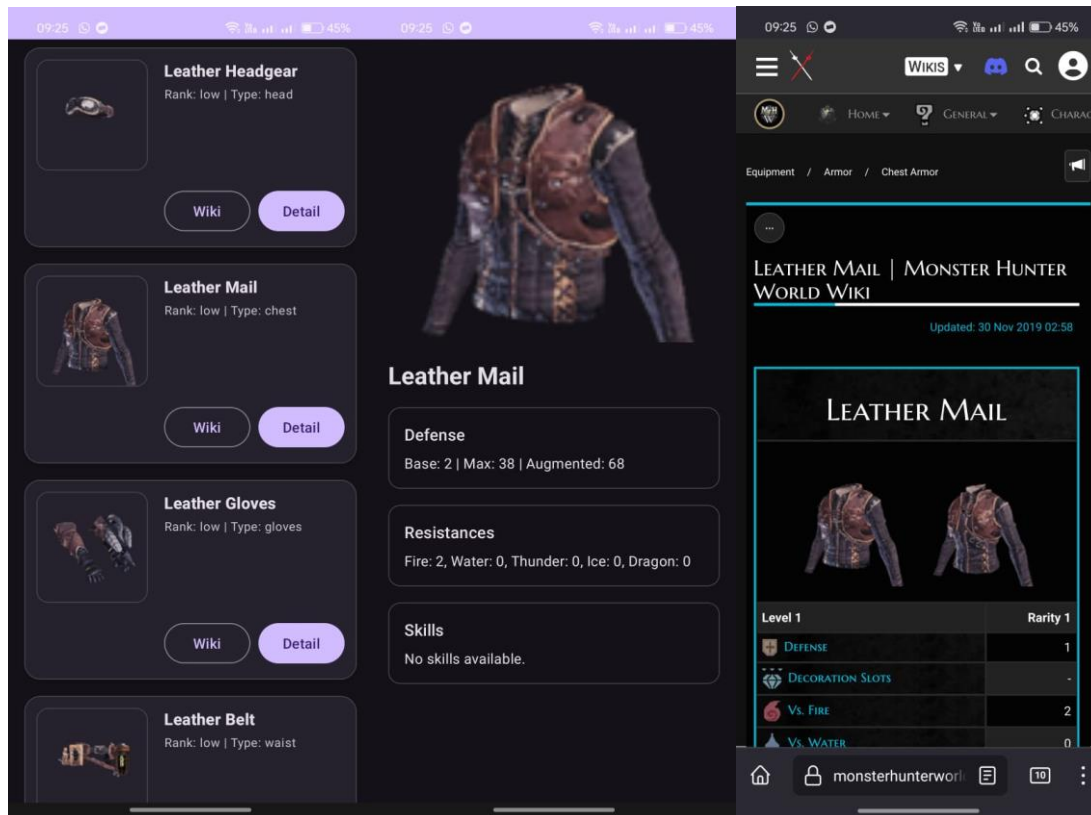 09:25
45%
Leather Headgear
Rank: low | Type: head
Wiki
Detail
Leather Mail
Rank: low | Type: chest
Wiki
Detail
Leather Gloves
Rank: low | Type: gloves
Wiki
Detail
Leather Belt
Rank: low | Type: waist
09:25
45%
Leather Mail
Defense
Base: 2 | Max: 38 | Augmented: 68
Resistances
Fire: 2, Water: 0, Thunder: 0, Ice: 0, Dragon: 0
Skills
No skills available.
09:25
45%
WIKIS
HOME
GENERAL
CHARAC
Equipment / Armor / Chest Armor
...
LEATHER MAIL | MONSTER HUNTER
WORLD WIKI
Updated: 30 Nov 2019 02:58
LEATHER MAIL
Level 1 Rarity 1
DEFENSE 1
DECORATION SLOTS -
VS. FIRE 2
VS. WATER 0
monsterhunterworl
10